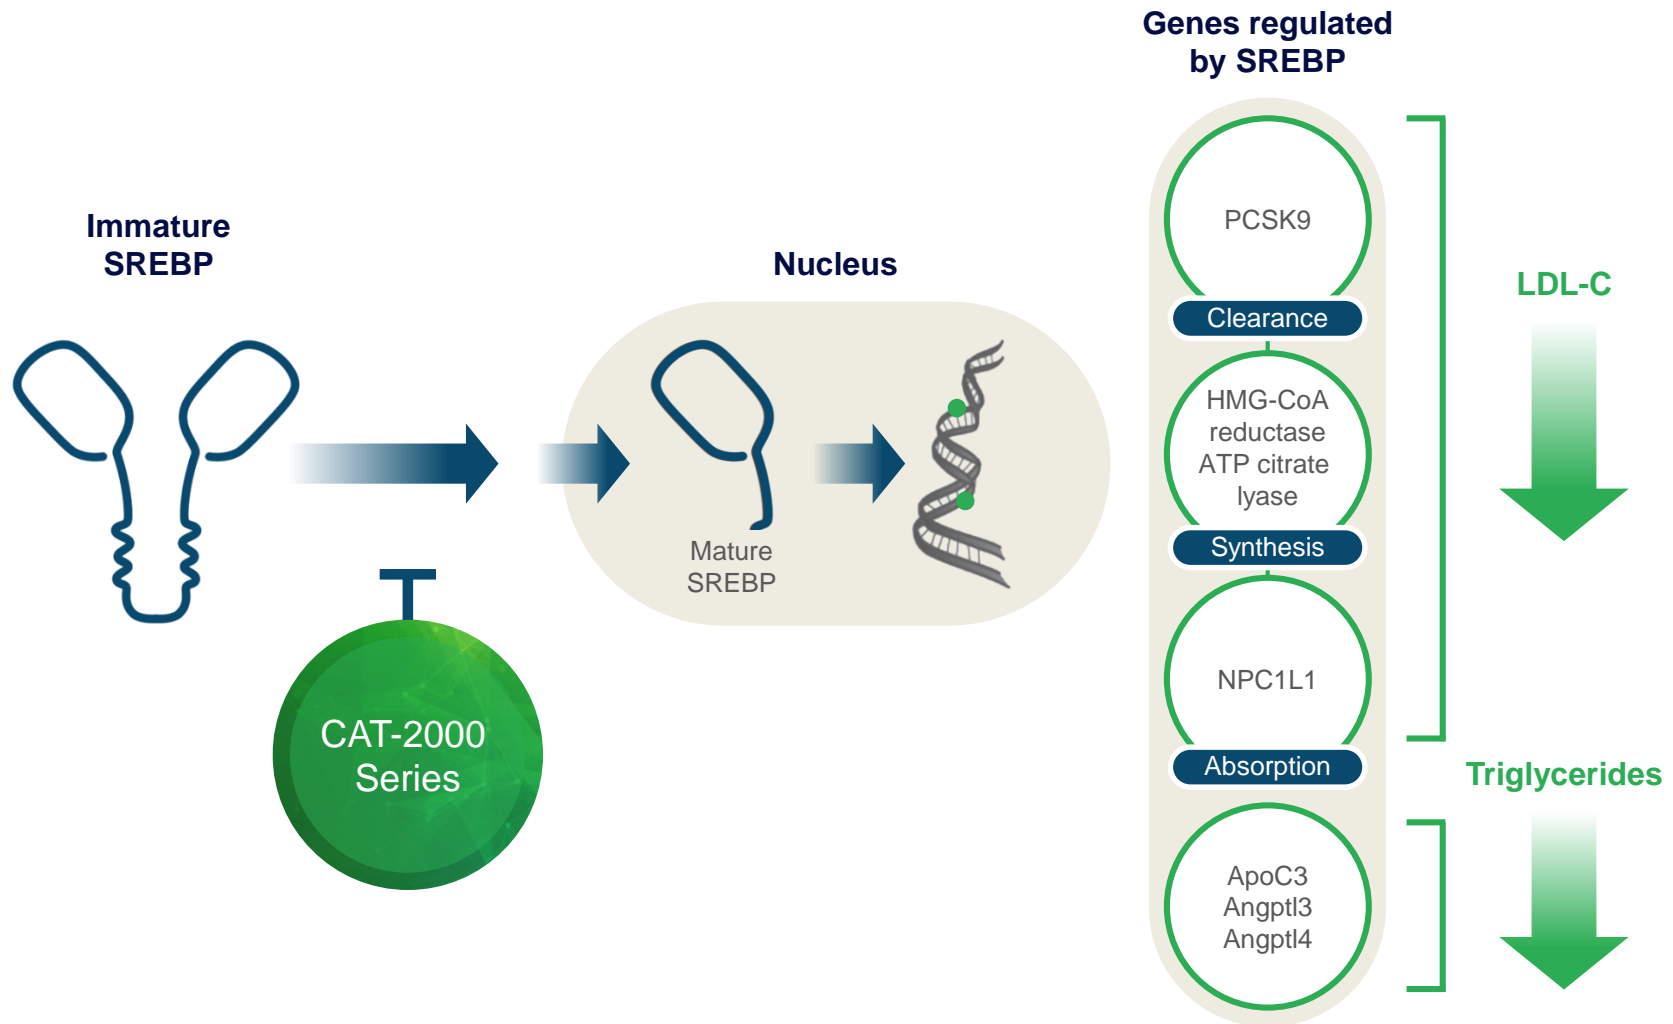 Genes regulated
by SREBP
Immature
SREBP
Nucleus
Mature
SREBP
CAT-2000
Series
PCSK9
Clearance
HMG-CoA
reductase
ATP citrate
lyase
Synthesis
NPC1L1
Absorption
ApoC3
Angptl3
Angptl4
LDL-C
Triglycerides